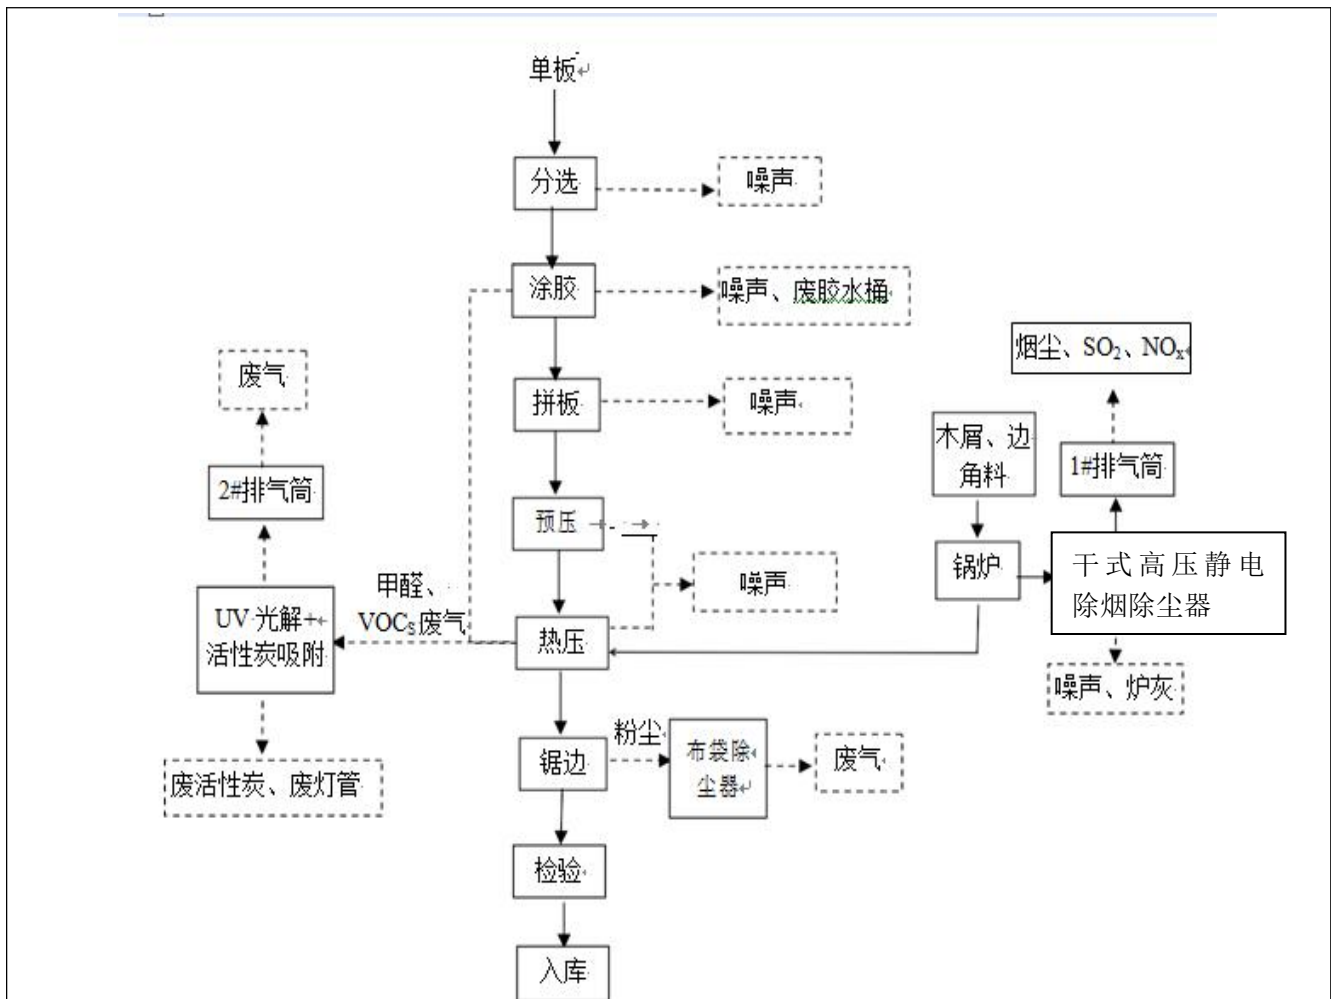 单板
分选
噪声
涂胶
噪声、废胶水桶
烟尘、SO₂、NOₓ
废气
拼板
噪声
木屑、边
角料
1#排气筒
2#排气筒
预压
锅炉
干式高压静电
除烟除尘器
噪声
甲醛、
VOCS废气
UV光解+
活性炭吸附
热压
噪声、炉灰
粉尘
锯边
布袋除
尘器
废气
废活性炭、废灯管
检验
入库